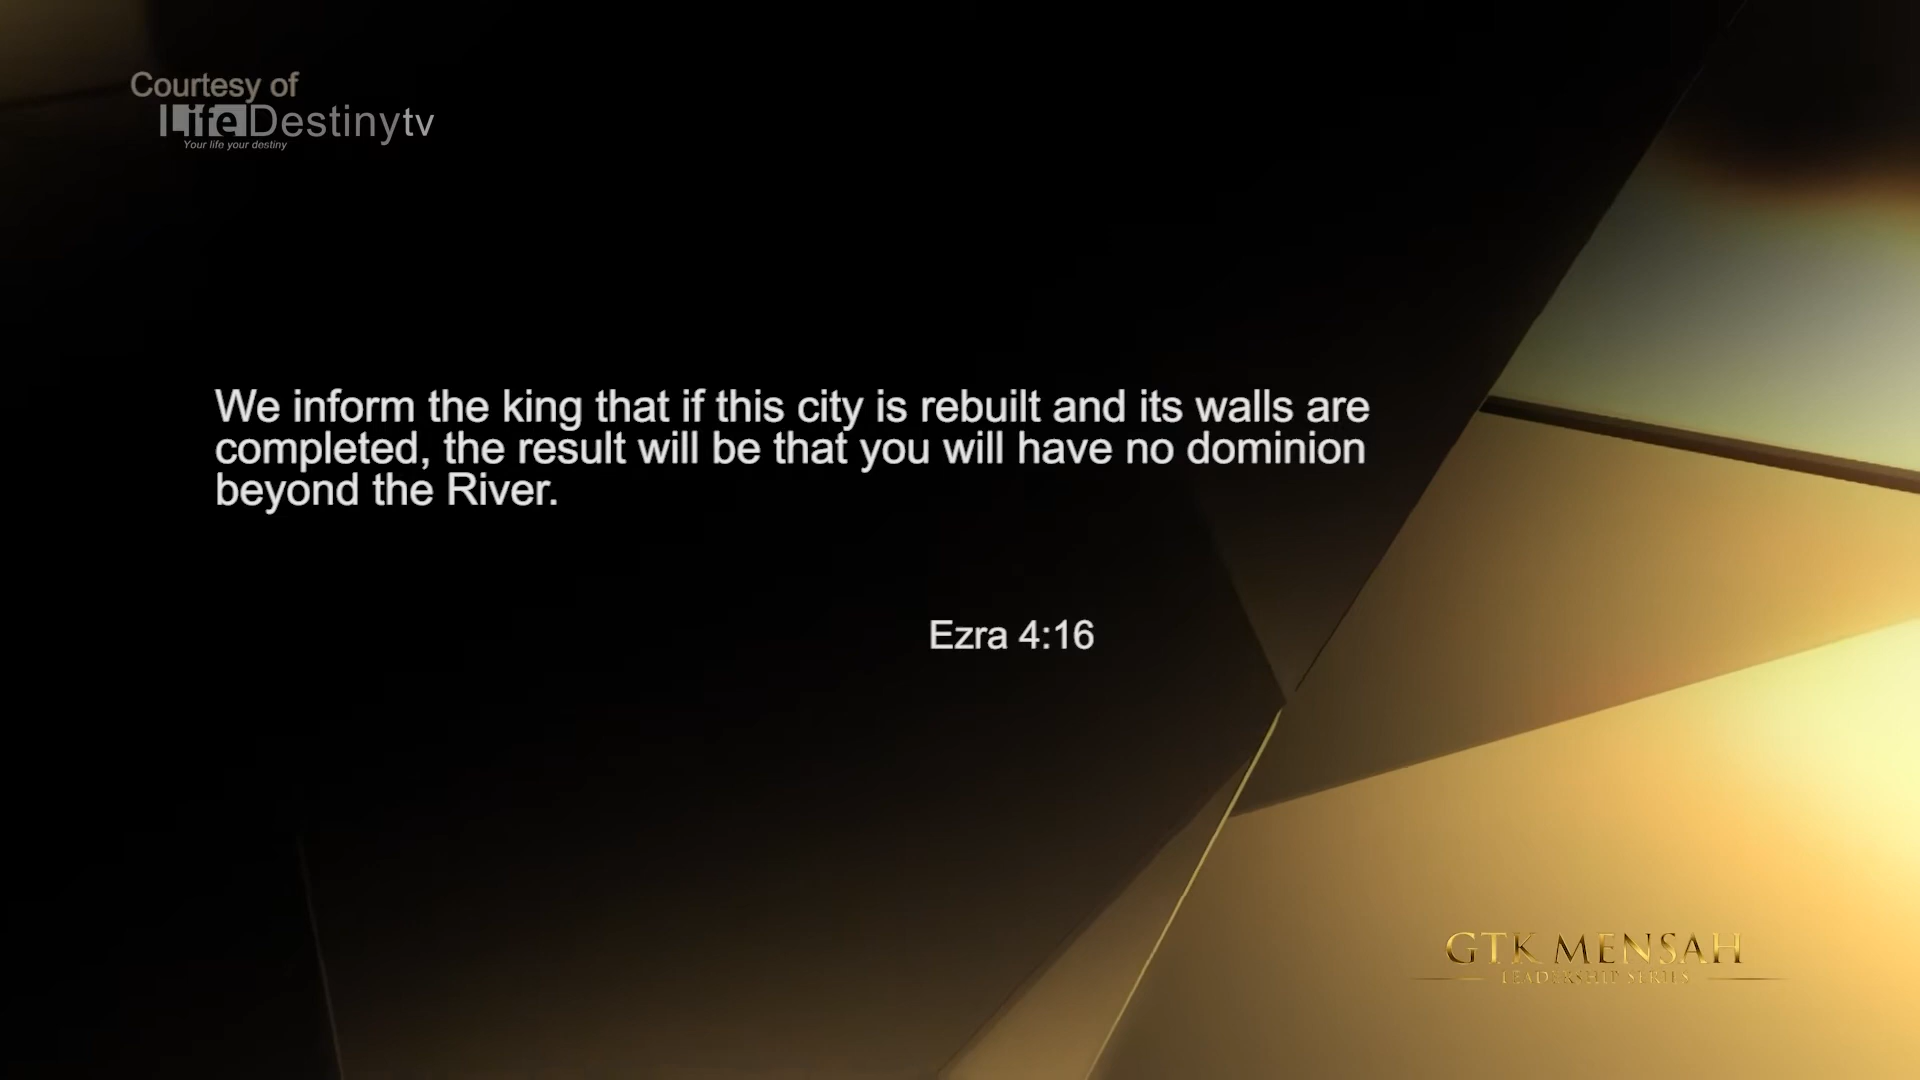 Courtesy of
LifeDestinytv
Your life your destiny
We inform the king that if this city is rebuilt and its walls are
completed, the result will be that you will have no dominion
beyond the River.
Ezra 4:16
GTK MENSAH
LEADERSHIP SERIES